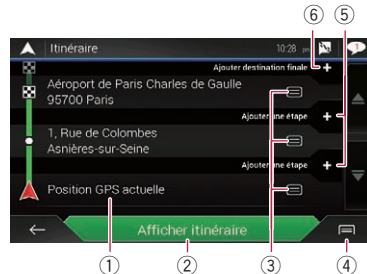 ⑥ ⑤
Itinéraire 10:28 pm 1
Ajouter destination finale +
Aéroport de Paris Charles de Gaulle
95700 Paris
Ajouter une étape +
1, Rue de Colombes
Asnières-sur-Seine
Ajouter une étape +
Position GPS actuelle
Afficher itinéraire
① ② ③ ④